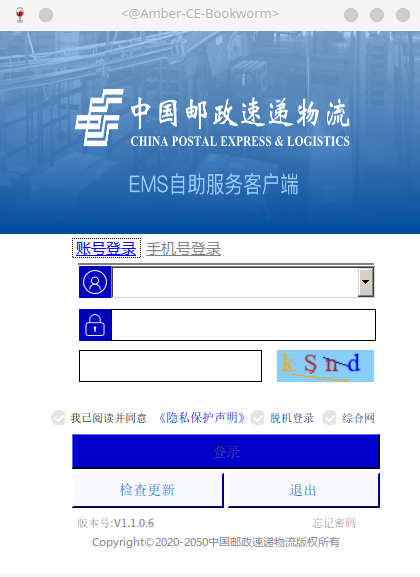 <@Amber-CE-Bookworm>
中国邮政速递物流
CHINA POSTAL EXPRESS & LOGISTICS
EMS自助服务客户端
账号登录 手机号登录
kSnd
我已阅读并同意 《隐私保护声明》 脱机登录 综合网
登录
检查更新 退出
版本号:V1.1.0.6 忘记密码
Copyright©2020-2050中国邮政速递物流版权所有